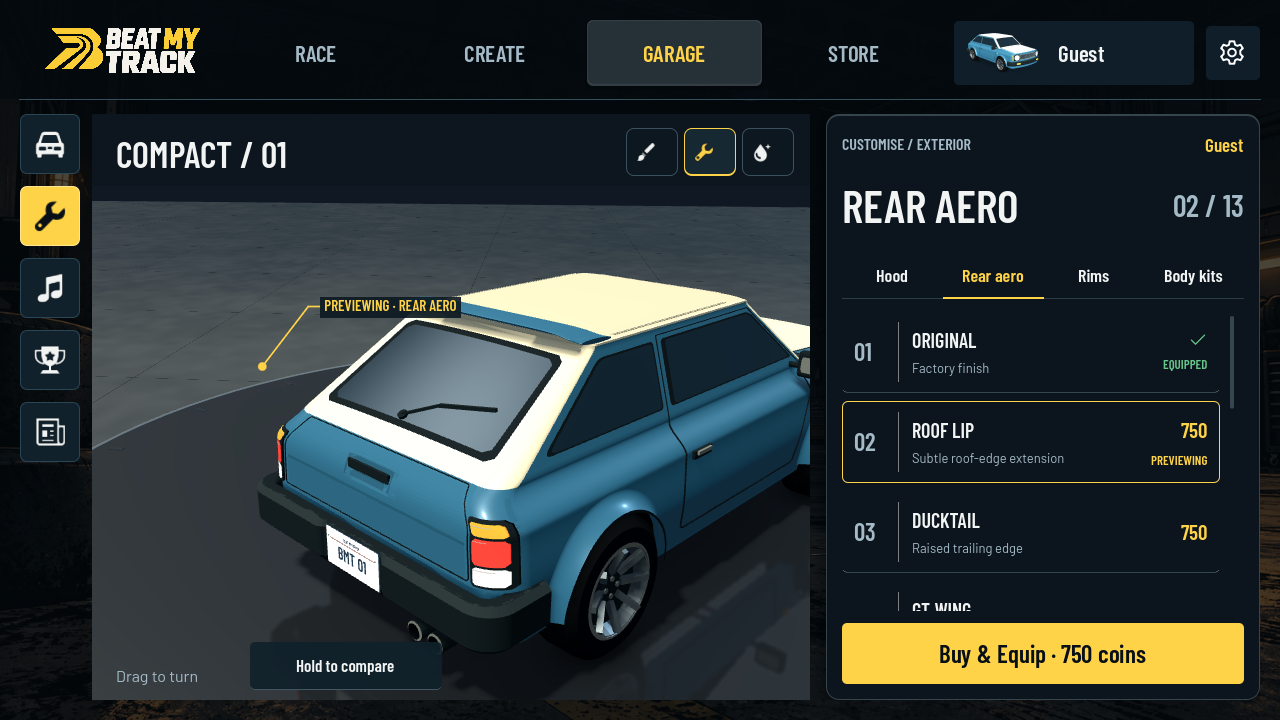 BEAT MY
TRACK
RACE
CREATE
GARAGE
STORE
Guest
COMPACT / 01
PREVIEWING · REAR AERO
BMT 01
Drag to turn
Hold to compare
CUSTOMISE / EXTERIOR
Guest
REAR AERO
02 / 13
Hood
Rear aero
Rims
Body kits
01
ORIGINAL
Factory finish
EQUIPPED
02
ROOF LIP
Subtle roof-edge extension
750
PREVIEWING
03
DUCKTAIL
Raised trailing edge
750
GT WING
Buy & Equip · 750 coins